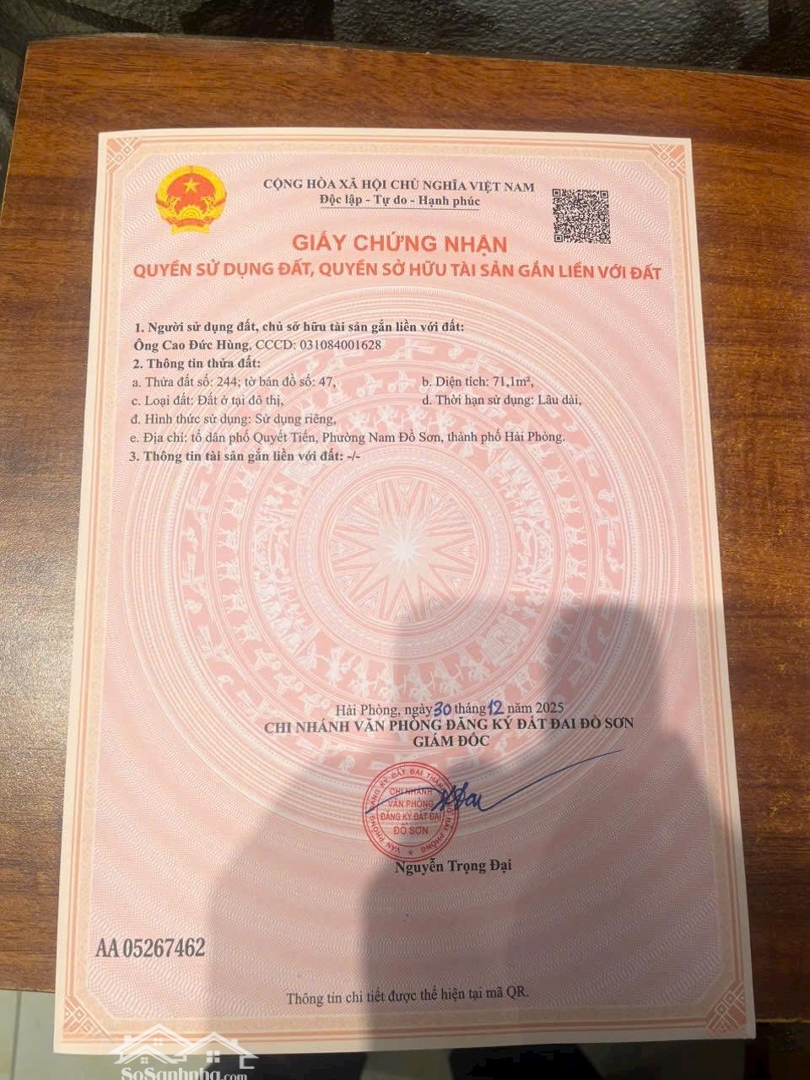 CỘNG HÒA XÃ HỘI CHỦ NGHĨA VIỆT NAM
Độc lập - Tự do - Hạnh phúc
GIẤY CHỨNG NHẬN
QUYỀN SỬ DỤNG ĐẤT, QUYỀN SỞ HỮU TÀI SẢN GẮN LIỀN VỚI ĐẤT
1. Người sử dụng đất, chủ sở hữu tài sản gắn liền với đất:
Ông Cao Đức Hùng, CCCD: 031084001628
2. Thông tin thửa đất:
a. Thửa đất số: 244; tờ bản đồ số: 47, b. Diện tích: 71,1m²,
c. Loại đất: Đất ở tại đô thị, d. Thời hạn sử dụng: Lâu dài,
đ. Hình thức sử dụng: Sử dụng riêng,
e. Địa chỉ: tổ dân phố Quyết Tiến, Phường Nam Đồ Sơn, thành phố Hải Phòng.
3. Thông tin tài sản gắn liền với đất: -/-
Hải Phòng, ngày 30 tháng 12 năm 2025
CHI NHÁNH VĂN PHÒNG ĐĂNG KÝ ĐẤT ĐAI ĐỒ SƠN
GIÁM ĐỐC
CHI NHÁNH
VĂN PHÒNG
ĐĂNG KÝ ĐẤT ĐAI
ĐỒ SƠN
Nguyễn Trọng Đại
AA 05267462
Thông tin chi tiết được thể hiện tại mã QR.
SoSanhnha.com